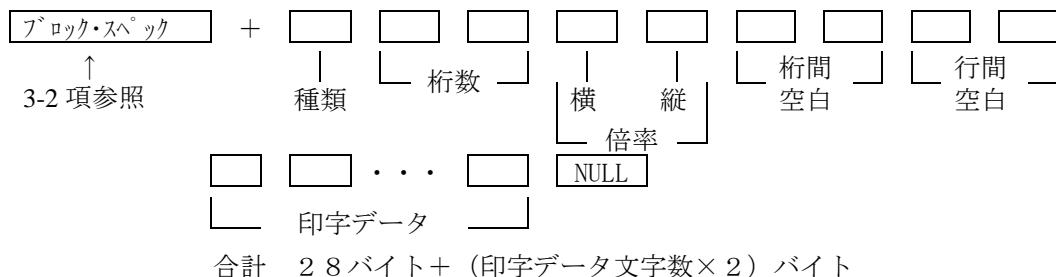 ﾌﾞﾛｯｸ・ｽﾍﾟｯｸ +
↑
3-2 項参照
種類
桁数
横 縦
倍率
桁間
空白
行間
空白
・・・ NULL
印字データ
合計 28バイト+(印字データ文字数×2)バイト